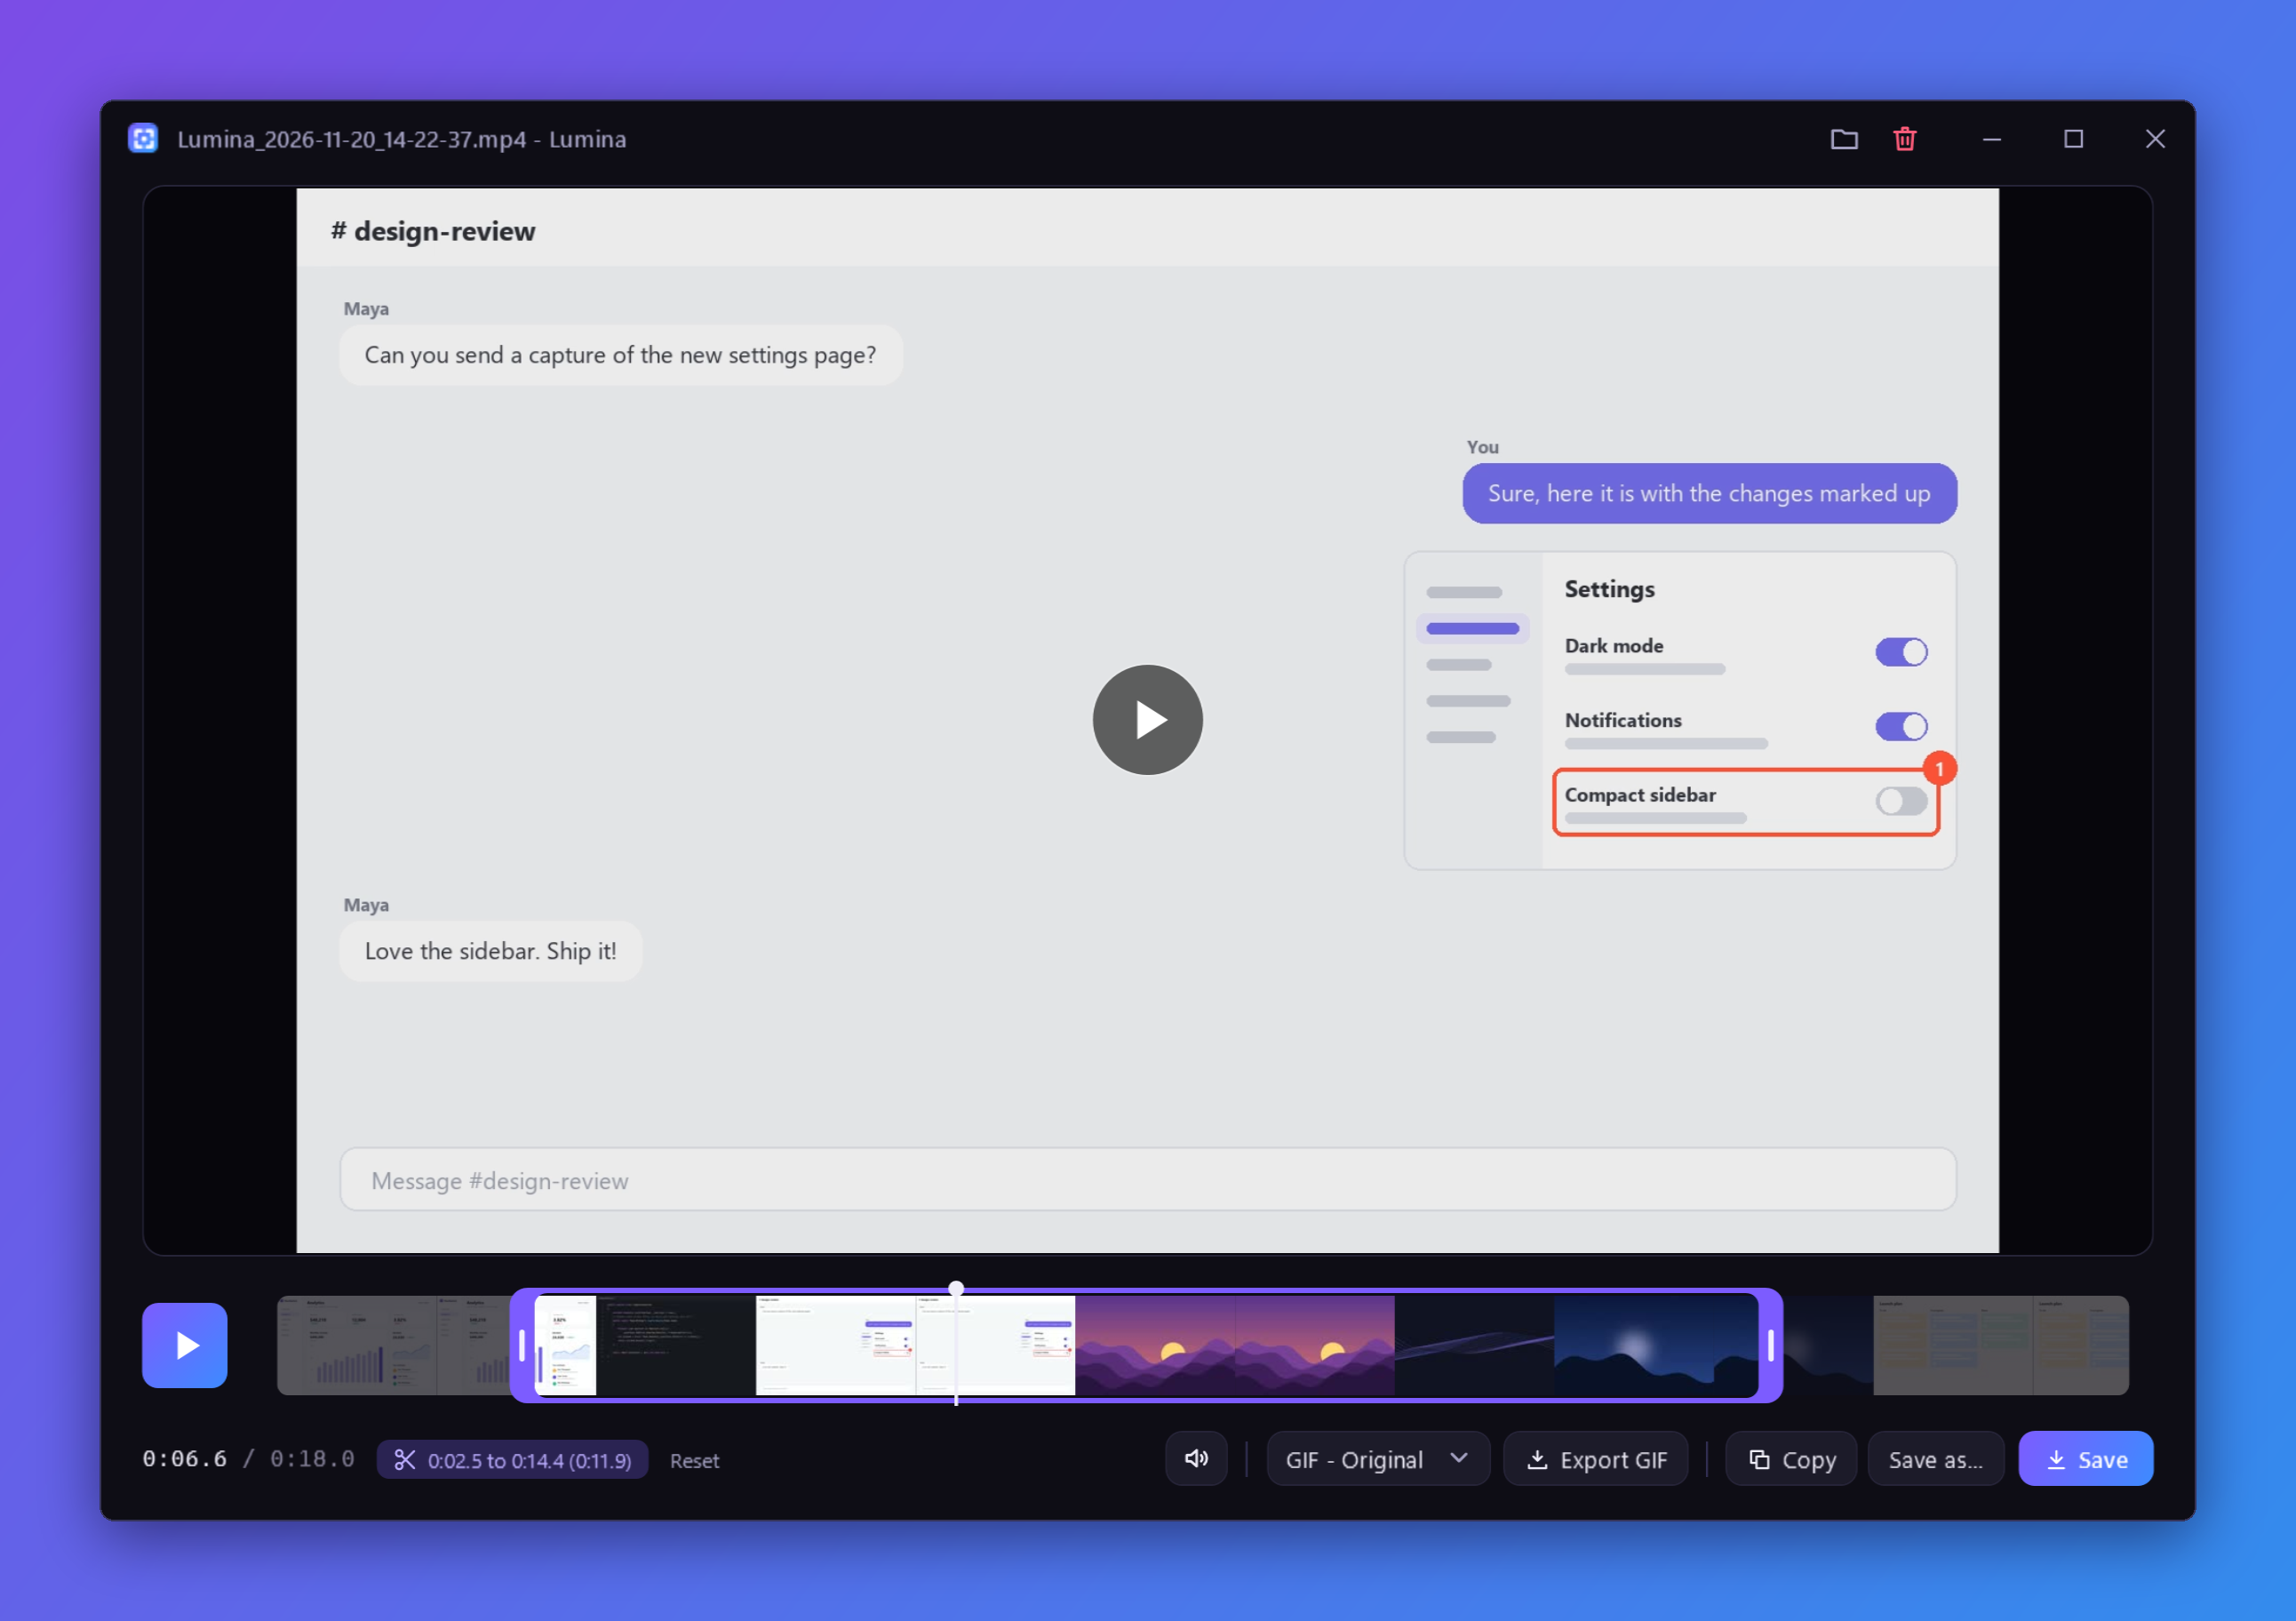 Lumina_2026-11-20_14-22-37.mp4 - Lumina
# design-review
Maya
Can you send a capture of the new settings page?
You
Sure, here it is with the changes marked up
Settings
Dark mode
Notifications
1
Compact sidebar
Maya
Love the sidebar. Ship it!
Message #design-review
0:06.6 / 0:18.0
0:02.5 to 0:14.4 (0:11.9)
Reset
GIF - Original
Export GIF
Copy
Save as...
Save